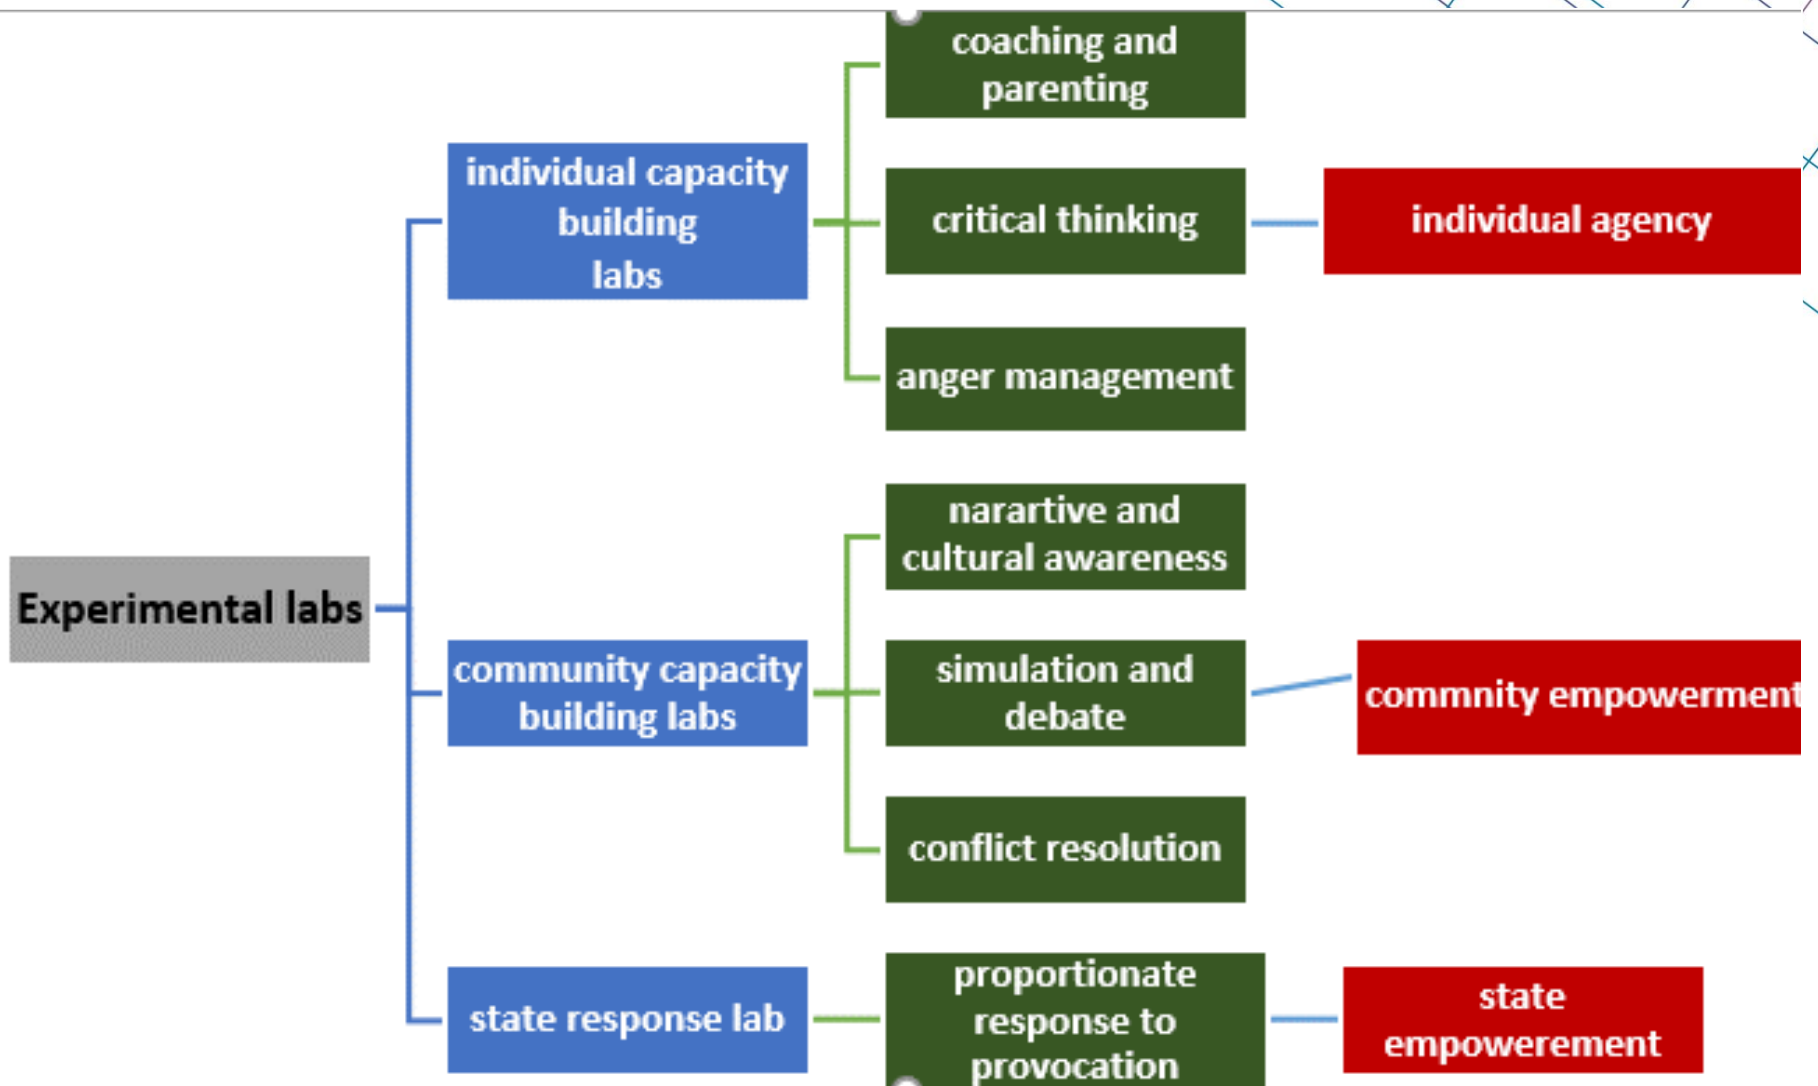 coaching and
parenting
individual capacity
building
labs
critical thinking
individual agency
anger management
narartive and
cultural awareness
Experimental labs
community capacity
building labs
simulation and
debate
commnity empowerment
conflict resolution
state response lab
proportionate
response to
provocation
state
empowerement